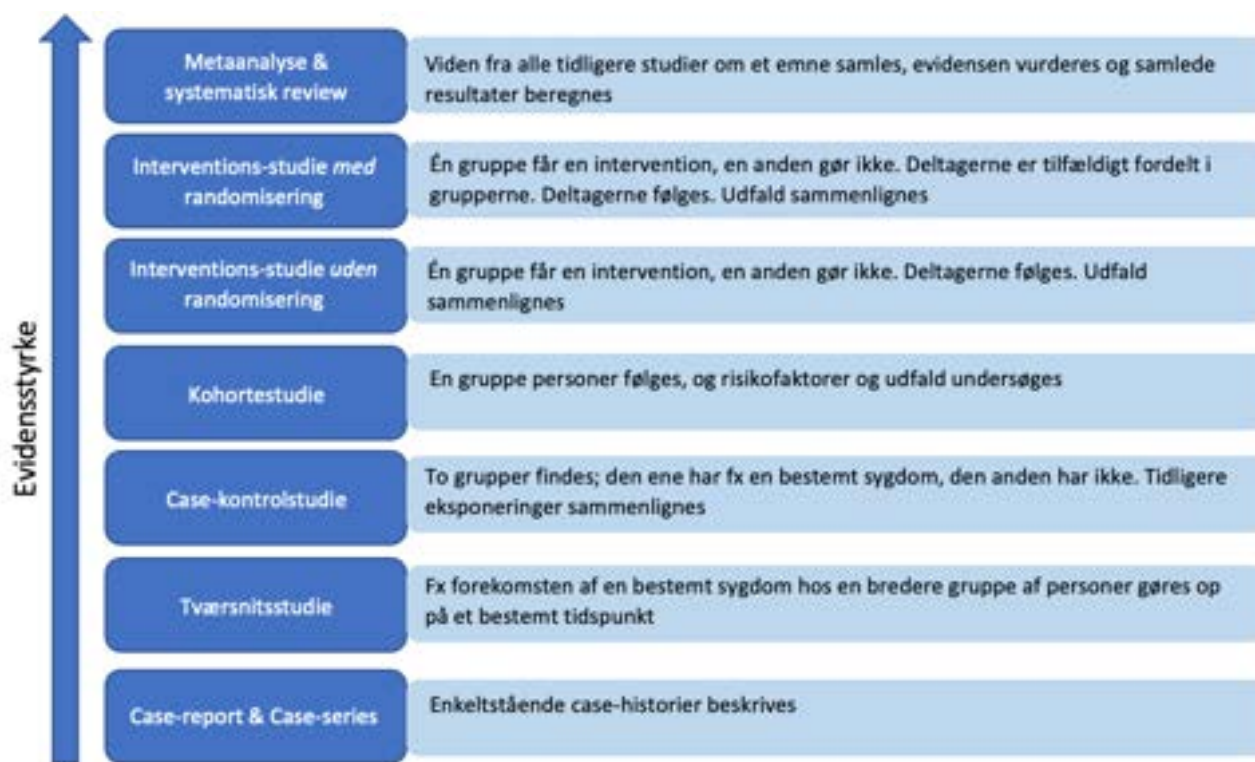 Evidensstyrke
Metaanalyse &
systematisk review
Viden fra alle tidligere studier om et emne samles, evidensen vurderes og samlede
resultater beregnes
Interventions-studie med
randomisering
Én gruppe får en intervention, en anden gør ikke. Deltagerne er tilfældigt fordelt i
grupperne. Deltagerne følges. Udfald sammenlignes
Interventions-studie uden
randomisering
Én gruppe får en intervention, en anden gør ikke. Deltagerne følges. Udfald
sammenlignes
Kohortestudie
En gruppe personer følges, og risikofaktorer og udfald undersøges
Case-kontrolstudie
To grupper findes; den ene har fx en bestemt sygdom, den anden har ikke. Tidligere
eksponeringer sammenlignes
Tværsnitsstudie
Fx forekomsten af en bestemt sygdom hos en bredere gruppe af personer gøres op
på et bestemt tidspunkt
Case-report & Case-series
Enkeltstående case-historier beskrives